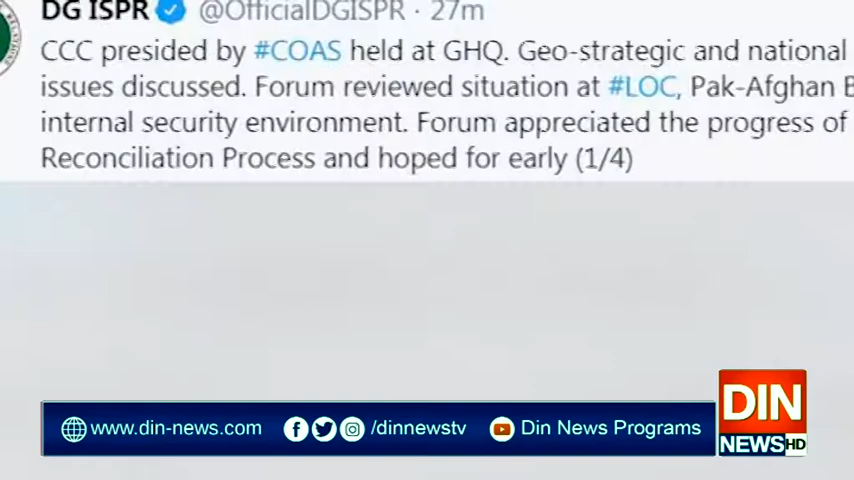 DG ISPR @OfficialDGISPR · 27m
CCC presided by #COAS held at GHQ. Geo-strategic and national
issues discussed. Forum reviewed situation at #LOC, Pak-Afghan B
internal security environment. Forum appreciated the progress of
Reconciliation Process and hoped for early (1/4)
www.din-news.com /dinnewstv Din News Programs
DIN
NEWS HD